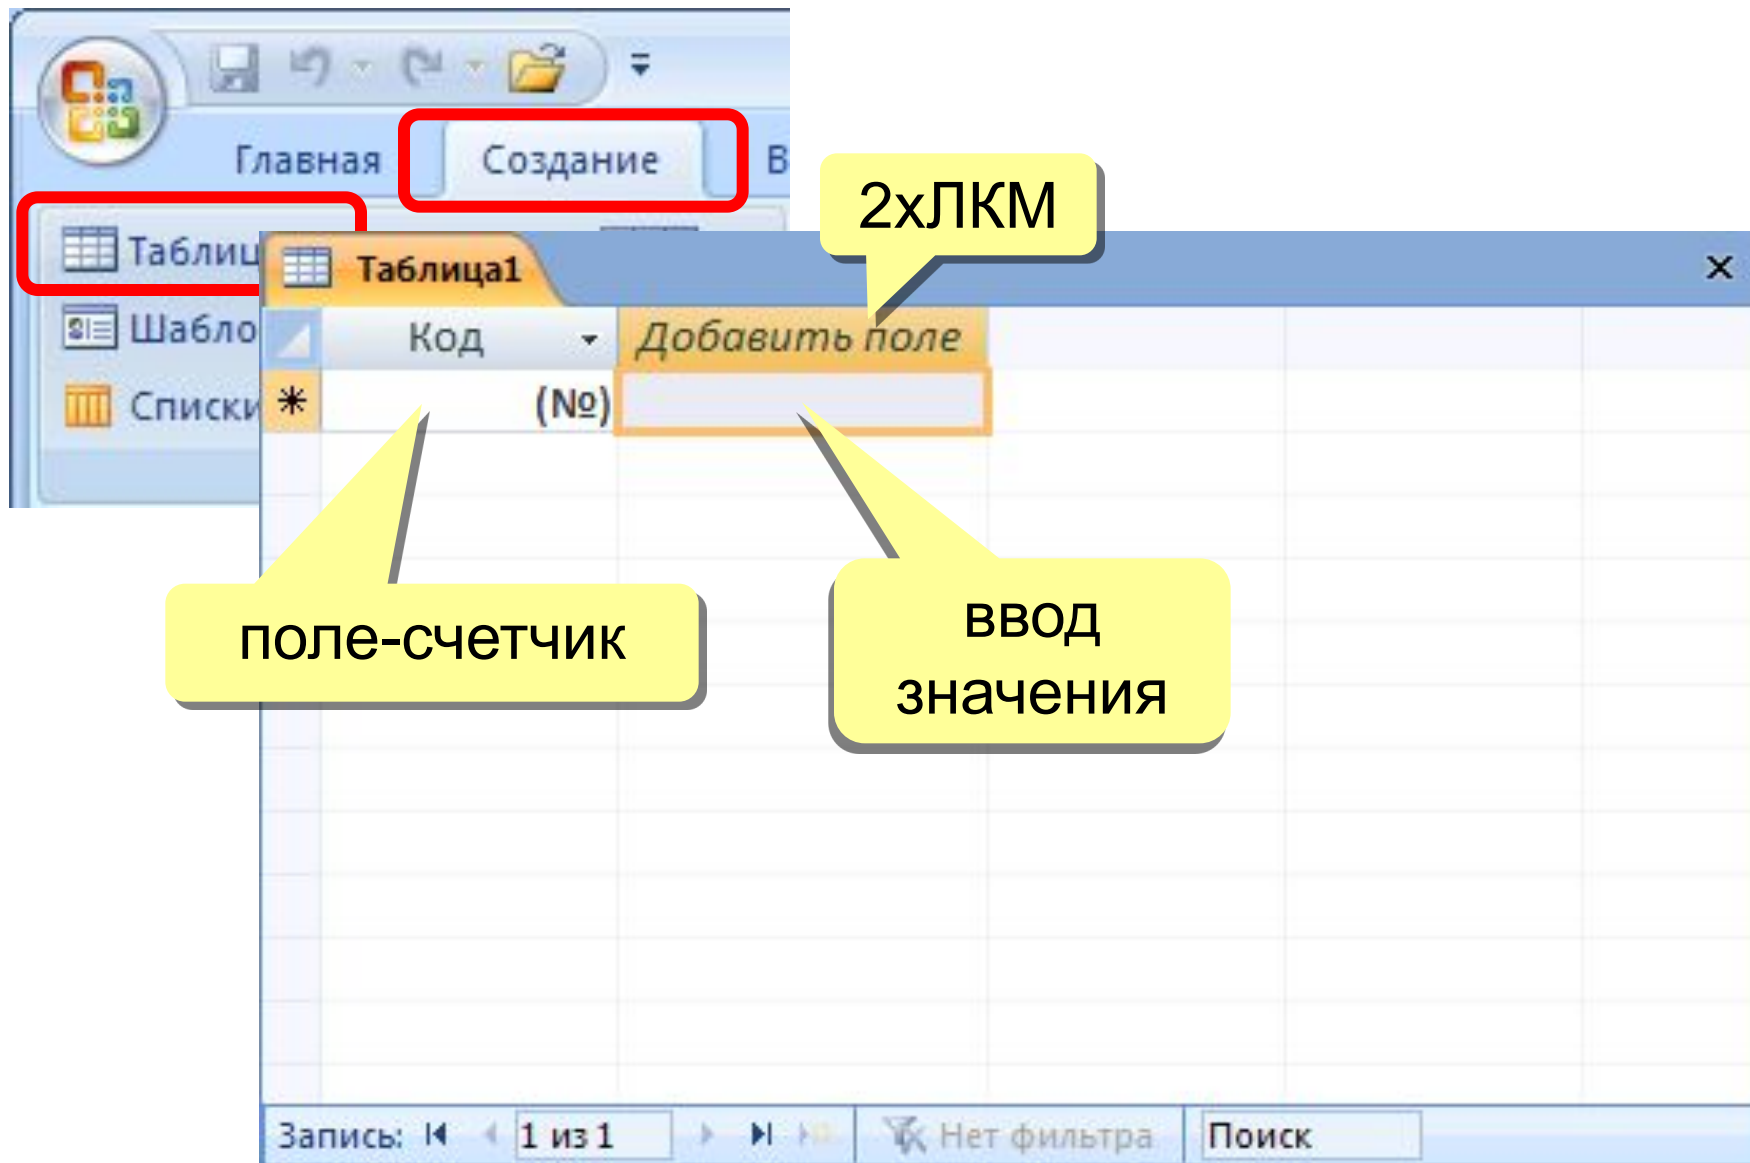 Главная
Создание
2хЛКМ
Таблица1
Шабло
Код
Добавить поле
Списки
(№)
поле-счетчик
ввод
значения
Запись:
1 из 1
Нет фильтра
Поиск